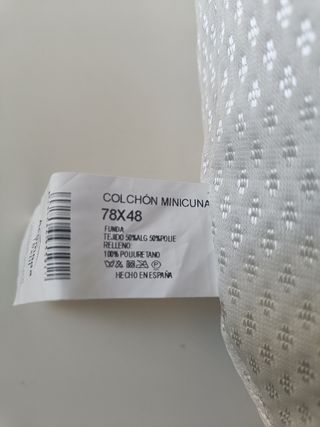 COLCHÓN MINICUNA
78X48
FUNDA:
TEJIDO 50%ALG 50%POLIE
RELLENO:
100% POLIURETANO
HECHO EN ESPAÑA